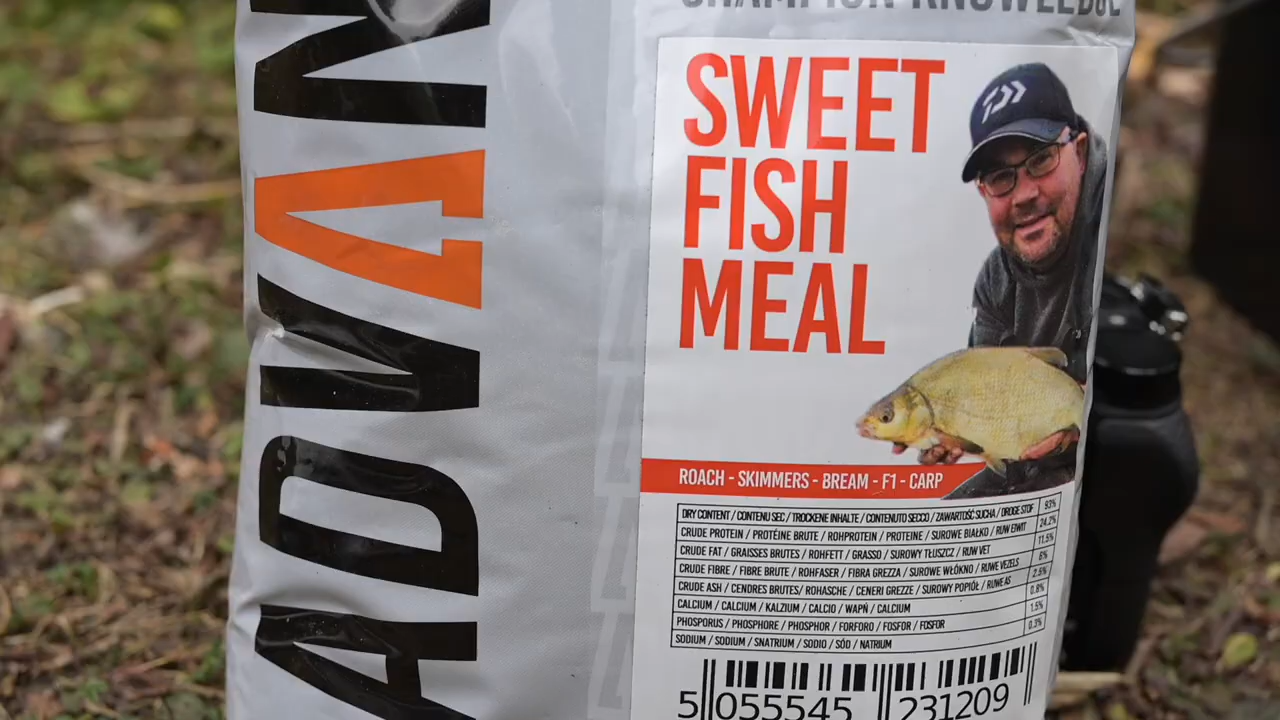 ADVAN
CHAMPION KNOWLEDGE
SWEET
FISH
MEAL
ROACH - SKIMMERS - BREAM - F1 - CARP
DRY CONTENT / CONTENU SEC / TROCKENE INHALTE / CONTENUTO SECCO / ZAWARTOŚĆ SUCHA / DROGE STOF 93%
CRUDE PROTEIN / PROTÉINE BRUTE / ROHPROTEIN / PROTEINE / SUROWE BIAŁKO / RUW EIWIT 24.2%
CRUDE FAT / GRAISSES BRUTES / ROHFETT / GRASSO / SUROWY TŁUSZCZ / RUW VET 11.5%
CRUDE FIBRE / FIBRE BRUTE / ROHFASER / FIBRA GREZZA / SUROWE WŁÓKNO / RUWE VEZELS 6%
CRUDE ASH / CENDRES BRUTES/ ROHASCHE / CENERI GREZZE / SUROWY POPIÓŁ / RUWE AS 2.5%
CALCIUM / CALCIUM / KALZIUM / CALCIO / WAPŃ / CALCIUM 0.8%
PHOSPORUS / PHOSPHORE / PHOSPHOR / FORFORO / FOSFOR / FOSFOR 1.5%
SODIUM / SODIUM / SNATRIUM / SODIO / SÓD / NATRIUM 0.3%
5 055545 231209